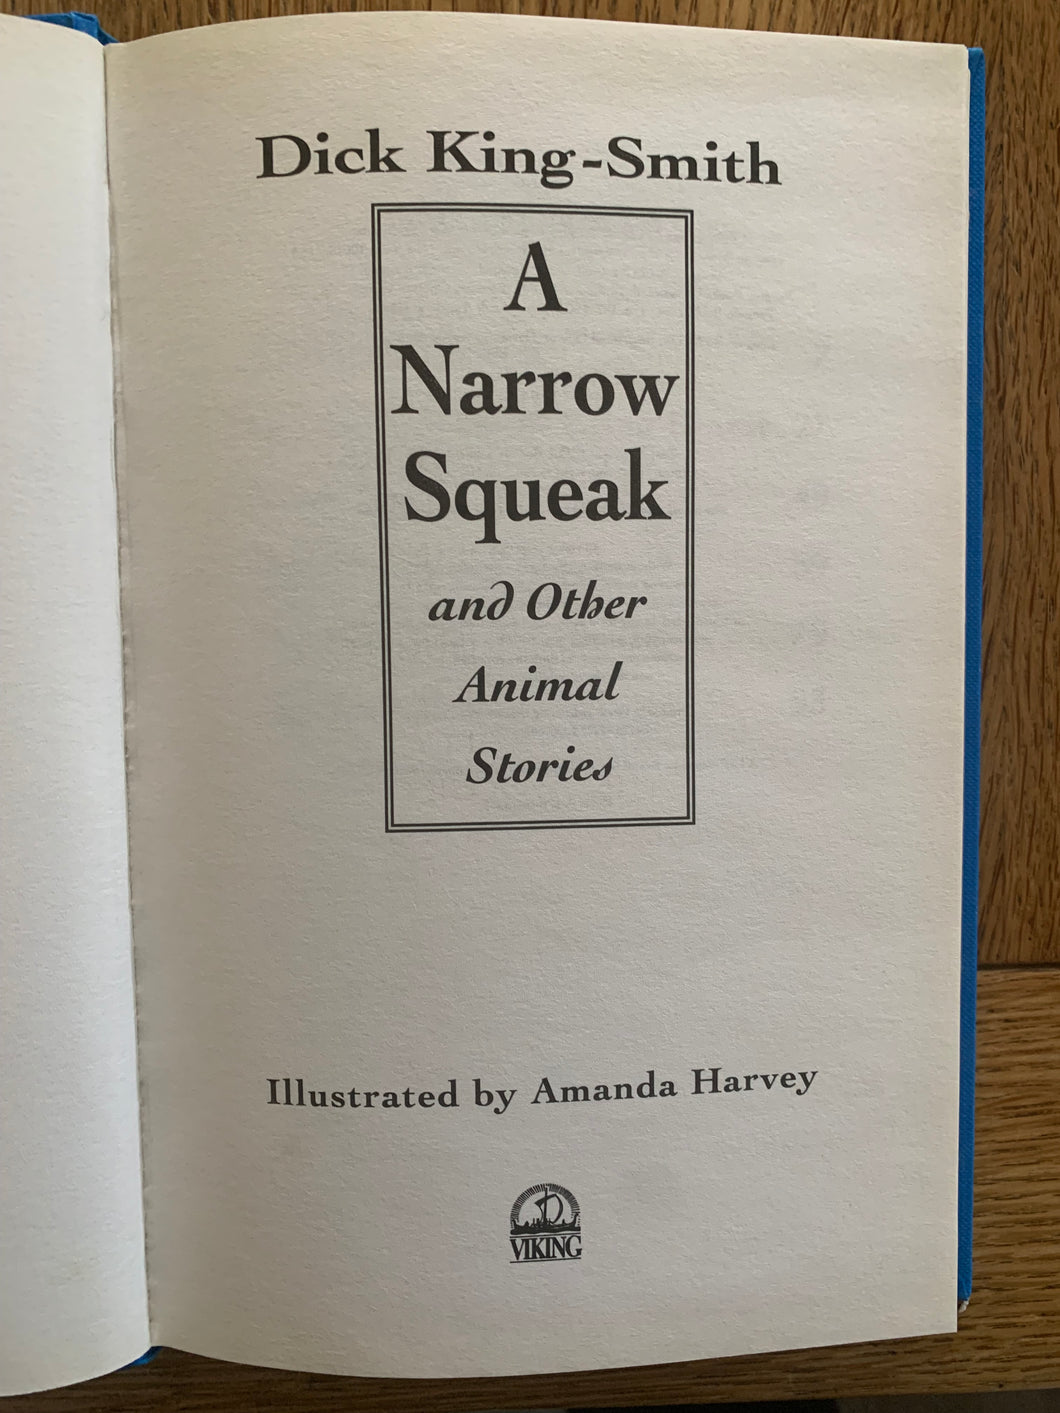 Dick King-Smith
A
Narrow
Squeak
and Other
Animal
Stories
Illustrated by Amanda Harvey
VIKING